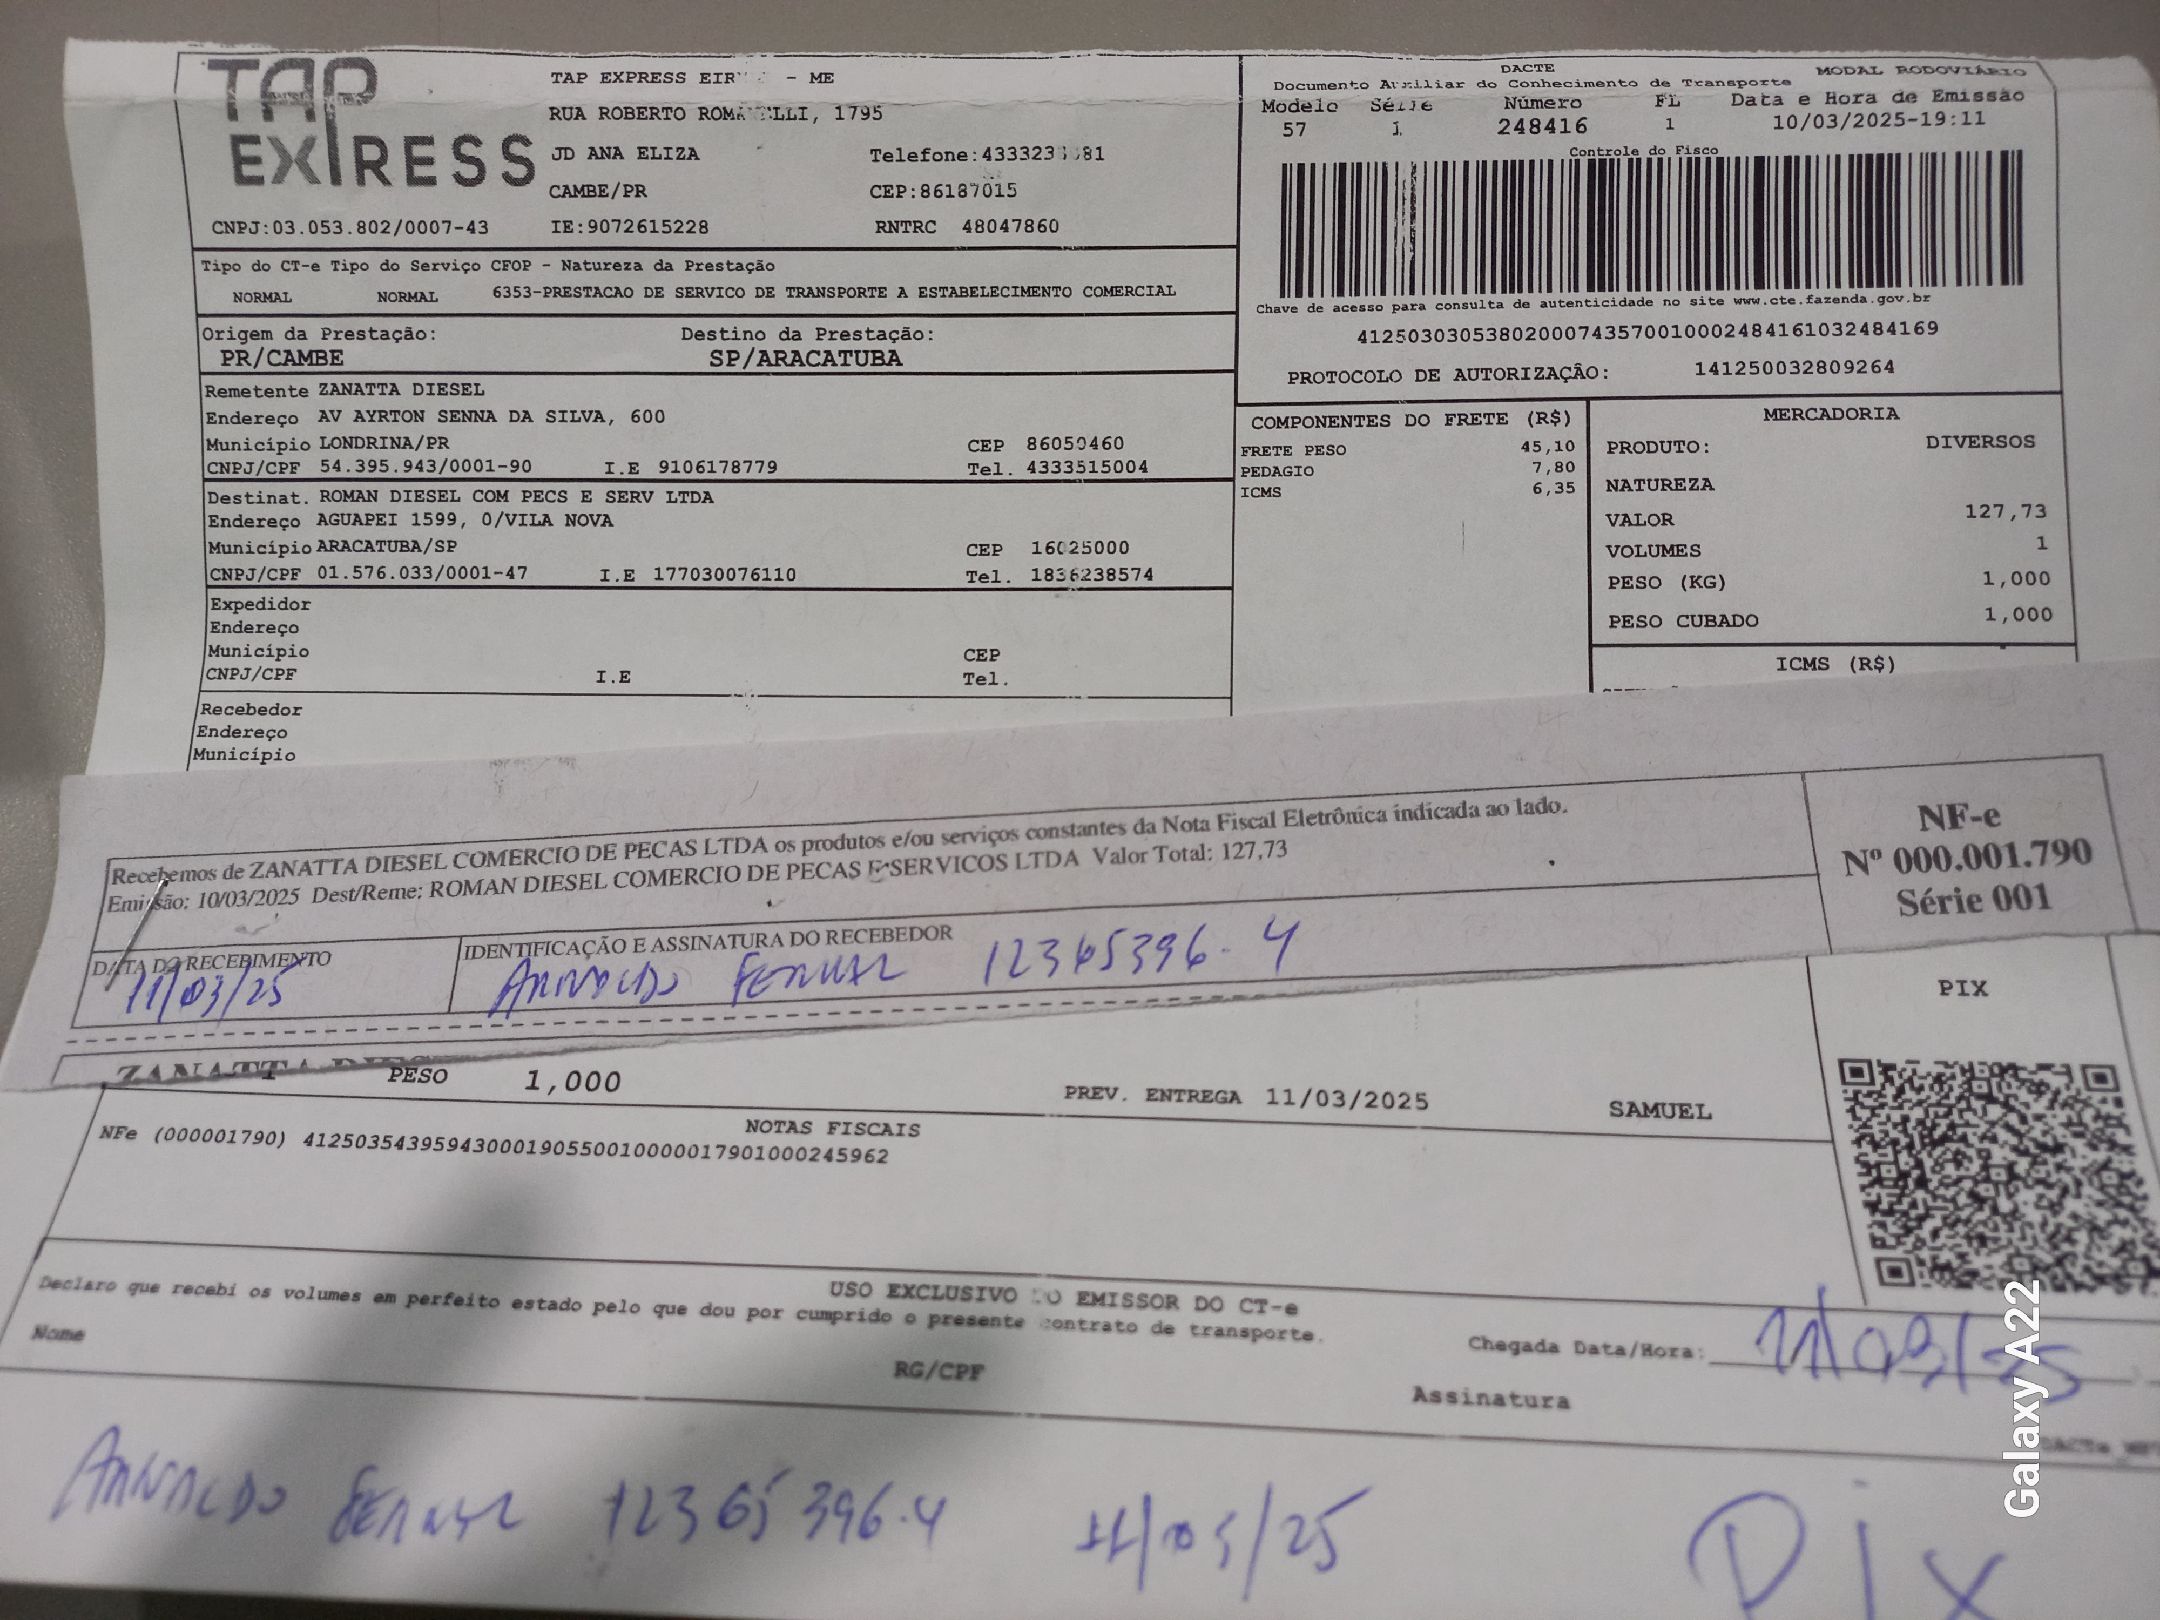 TAP EXPRESS
TAP EXPRESS - ME
RUA ROBERTO 1795
JD ANA ELIZA
CAMBE/PR CEP:86187015
CNPJ:03.053.802/0007-43 IE:9072615228 RNTRC 48047860
DACTE MODAL RODOVIÁRIO
Documento Auxiliar do Conhecimento de Transporte
Modelo Série Número FL Data e Hora de Emissão
57 1 248416 1 10/03/2025-19:11
Controle do Fisco
Chave de acesso para consulta de autenticidade no site www.cte.fazenda.gov.br
41250303053802000743570010002484161032484169
PROTOCOLO DE AUTORIZAÇÃO: 141250032809264
Tipo do CT-e Tipo do Serviço CFOP - Natureza da Prestação
NORMAL NORMAL 6353-PRESTACAO DE SERVICO DE TRANSPORTE A ESTABELECIMENTO COMERCIAL
Origem da Prestação: Destino da Prestação:
PR/CAMBE SP/ARACATUBA
Remetente ZANATTA DIESEL
Endereço AV AYRTON SENNA DA SILVA, 600
Município LONDRINA/PR CEP 86050460
CNPJ/CPF 54.395.943/0001-90 I.E 9106178779 Tel. 4333515004
Destinat. ROMAN DIESEL COM PECS E SERV LTDA
Endereço AGUAPEI 1599, 0/VILA NOVA
Município ARACATUBA/SP CEP 16025000
CNPJ/CPF 01.576.033/0001-47 I.E 177030076110 Tel. 1836238574
Expedidor
Endereço
Município CEP
CNPJ/CPF I.E Tel.
Recebedor
Endereço
Município
COMPONENTES DO FRETE (R$)
FRETE PESO 45,10
PEDAGIO 7,80
ICMS 6,35
MERCADORIA
PRODUTO: DIVERSOS
NATUREZA
VALOR 127,73
VOLUMES 1
PESO (KG) 1,000
PESO CUBADO 1,000
ICMS (R$)
Recebemos de ZANATTA DIESEL COMERCIO DE PECAS LTDA os produtos e/ou serviços constantes da Nota Fiscal Eletrônica indicada ao lado.
Emissão: 10/03/2025 Dest/Reme: ROMAN DIESEL COMERCIO DE PECAS E SERVICOS LTDA Valor Total: 127,73
NF-e
Nº 000.001.790
Série 001
DATA DO RECEBIMENTO IDENTIFICAÇÃO E ASSINATURA DO RECEBEDOR
11/03/25 ARNALDO 12365396-4
ZANATTA
PESO 1,000 PREV. ENTREGA 11/03/2025 SAMUEL
PIX
NOTAS FISCAIS
NFe (000001790) 41250354395943000190550010000017901000245962
USO EXCLUSIVO DO EMISSOR DO CT-e
Declaro que recebi os volumes em perfeito estado pelo que dou por cumprido o presente contrato de transporte.
Nome RG/CPF Assinatura Chegada Data/Hora: 11/03/25
ARNALDO 12365396-4 11/03/25
Pix
Galaxy A22